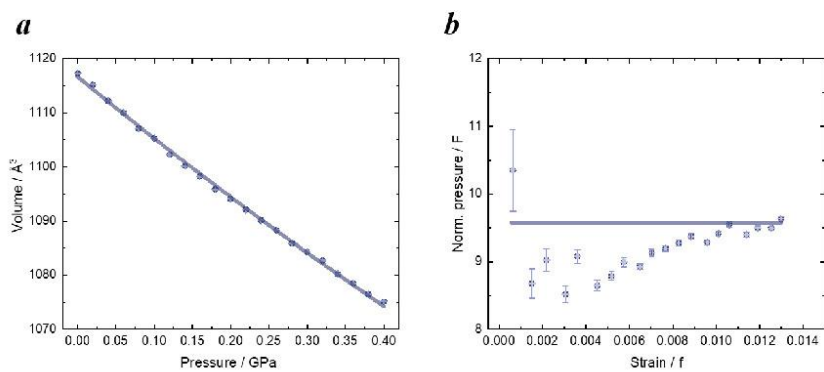 a
b
1120
1110
1100
1090
1080
1070
Volume / Å³
0.00 0.05 0.10 0.15 0.20 0.25 0.30 0.35 0.40
Pressure / GPa
12
11
10
9
8
Norm. pressure / F
0.000 0.002 0.004 0.006 0.008 0.010 0.012 0.014
Strain / f